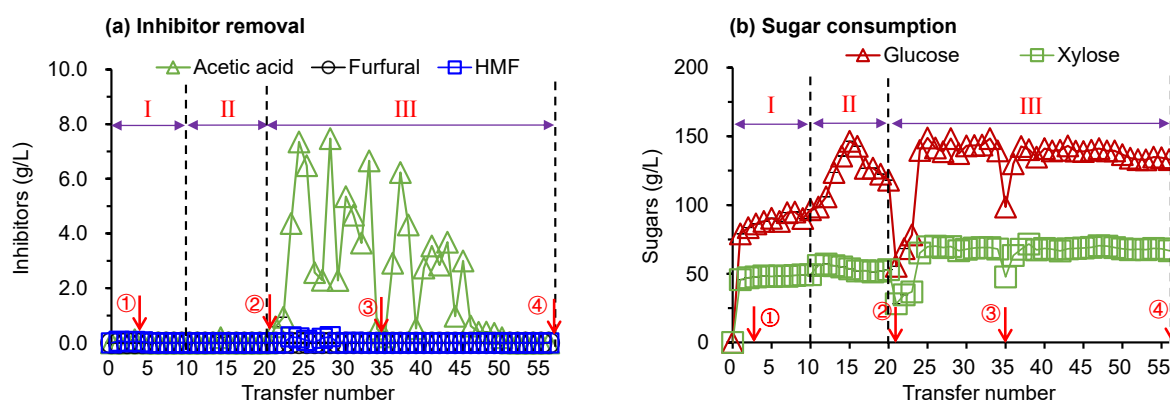 (a) Inhibitor removal
10.0
8.0
6.0
4.0
2.0
0.0
Inhibitors (g/L)
Acetic acid
Furfural
HMF
I
II
III
①
②
③
④
0 5 10 15 20 25 30 35 40 45 50 55
Transfer number
(b) Sugar consumption
200
150
100
50
0
Sugars (g/L)
Glucose
Xylose
I
II
III
①
②
③
④
0 5 10 15 20 25 30 35 40 45 50 55
Transfer number